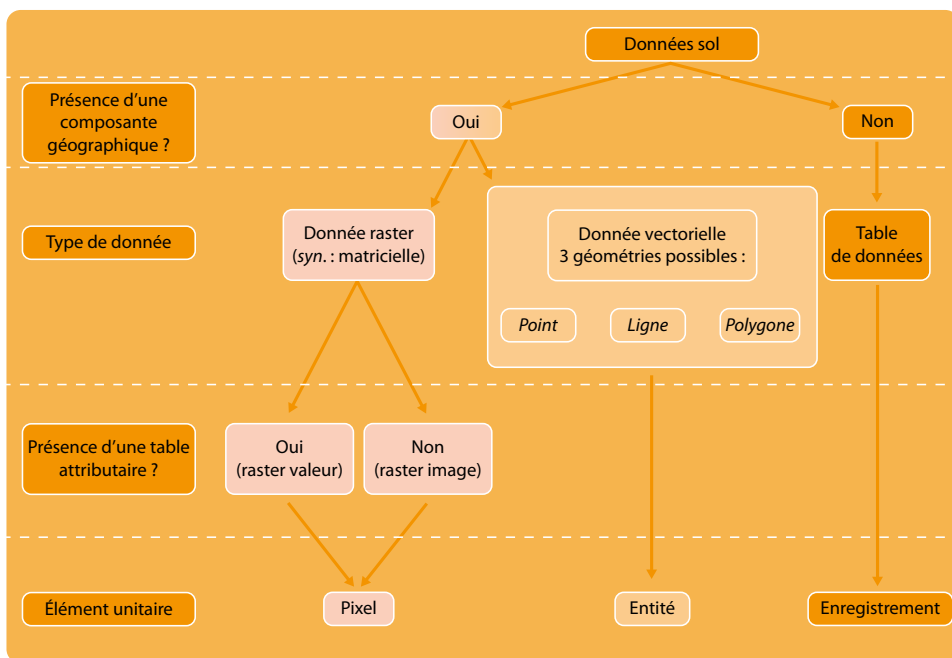 Données sol
Présence d'une
composante
géographique ?
Oui
Non
Type de donnée
Donnée raster
(syn. : matricielle)
Donnée vectorielle
3 géométries possibles :
Point
Ligne
Polygone
Table
de données
Présence d'une table
attributaire ?
Oui
(raster valeur)
Non
(raster image)
Élément unitaire
Pixel
Entité
Enregistrement